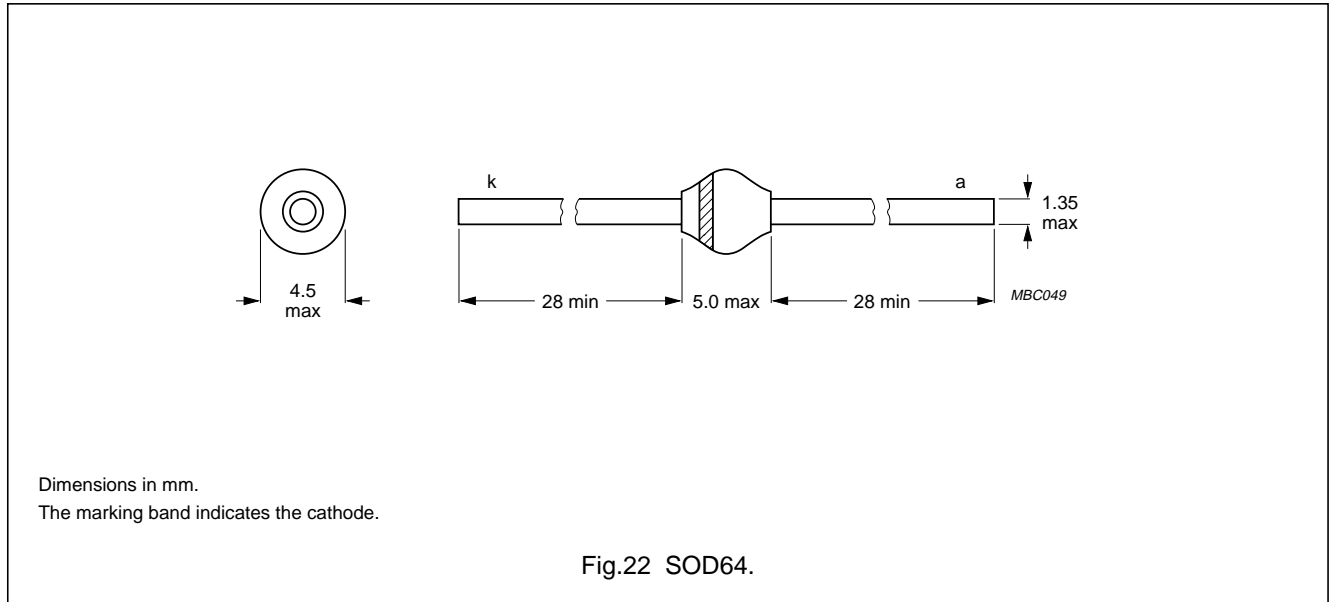 k
a
1.35
max
4.5
max
28 min
5.0 max
28 min
MBC049
Dimensions in mm.
The marking band indicates the cathode.
Fig.22 SOD64.